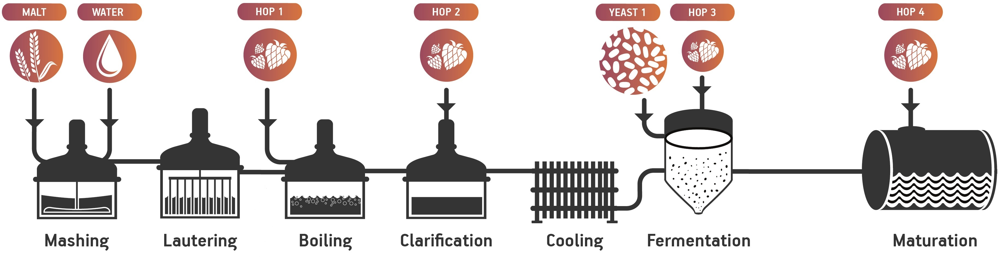 MALT
WATER
HOP 1
HOP 2
YEAST 1
HOP 3
HOP 4
Mashing
Lautering
Boiling
Clarification
Cooling
Fermentation
Maturation